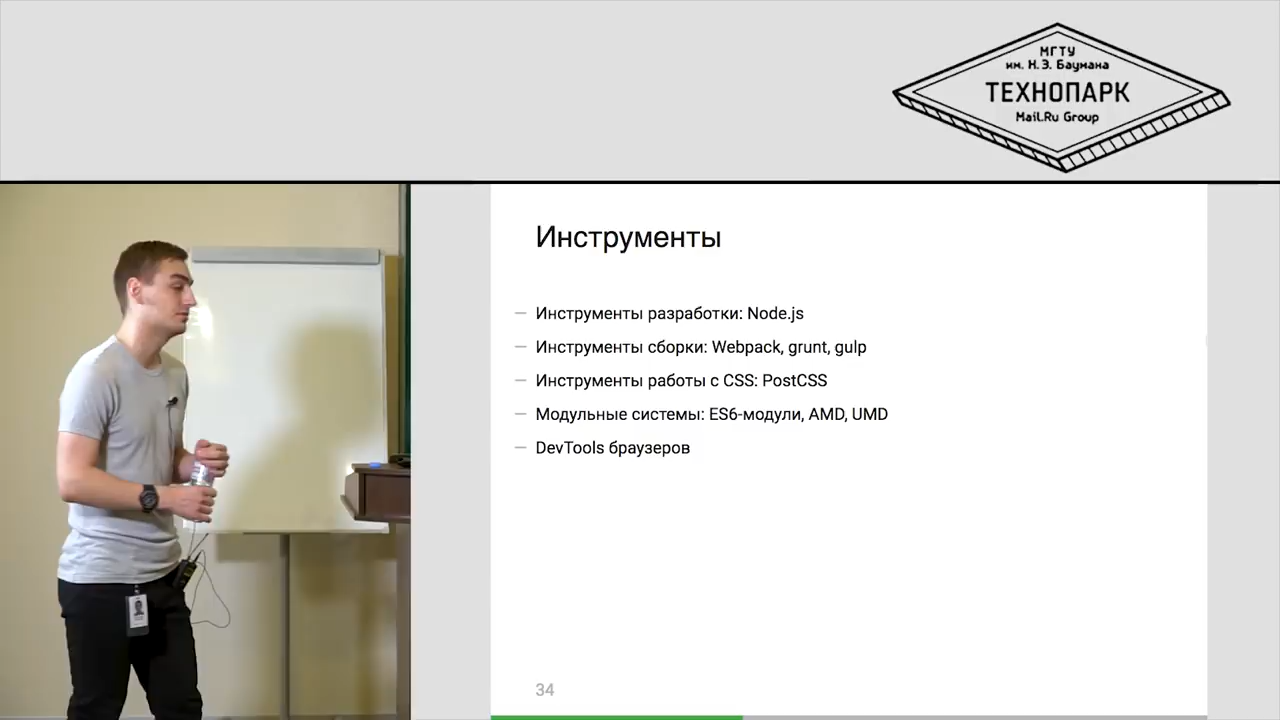 МГТУ
им. Н.Э. Баумана
ТЕХНОПАРК
Mail.Ru Group
Инструменты
— Инструменты разработки: Node.js
— Инструменты сборки: Webpack, grunt, gulp
— Инструменты работы с CSS: PostCSS
— Модульные системы: ES6-модули, AMD, UMD
— DevTools браузеров
34